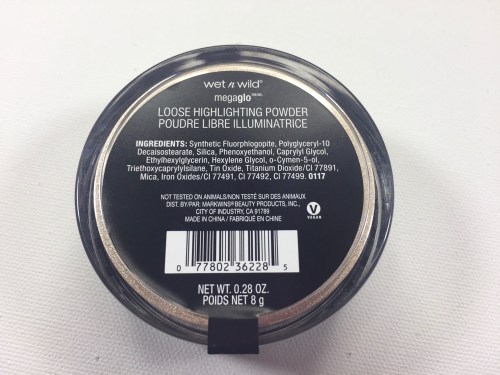 wet n wild®
megaglo™/MC
LOOSE HIGHLIGHTING POWDER
POUDRE LIBRE ILLUMINATRICE
INGREDIENTS: Synthetic Fluorphlogopite, Polyglyceryl-10
Decaisostearate, Silica, Phenoxyethanol, Caprylyl Glycol,
Ethylhexylglycerin, Hexylene Glycol, o-Cymen-5-ol,
Triethoxycaprylylsilane, Tin Oxide, Titanium Dioxide/CI 77891,
Mica, Iron Oxides/CI 77491, CI 77492, CI 77499. 0117
NOT TESTED ON ANIMALS/NON TESTÉ SUR DES ANIMAUX
DIST. BY/PAR: MARKWINS® BEAUTY PRODUCTS, INC.,
CITY OF INDUSTRY, CA 91789
MADE IN CHINA / FABRIQUÉ EN CHINE
V
VEGAN
0 77802 36228 5
NET WT. 0.28 OZ.
POIDS NET 8 g